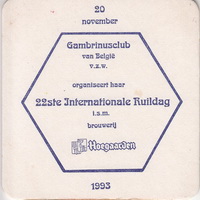 20
november
Gambrinusclub
van België
v.z.w.
organiseert haar
22ste Internationale Ruildag
i.s.m.
brouwerij
Hoegaarden
1993